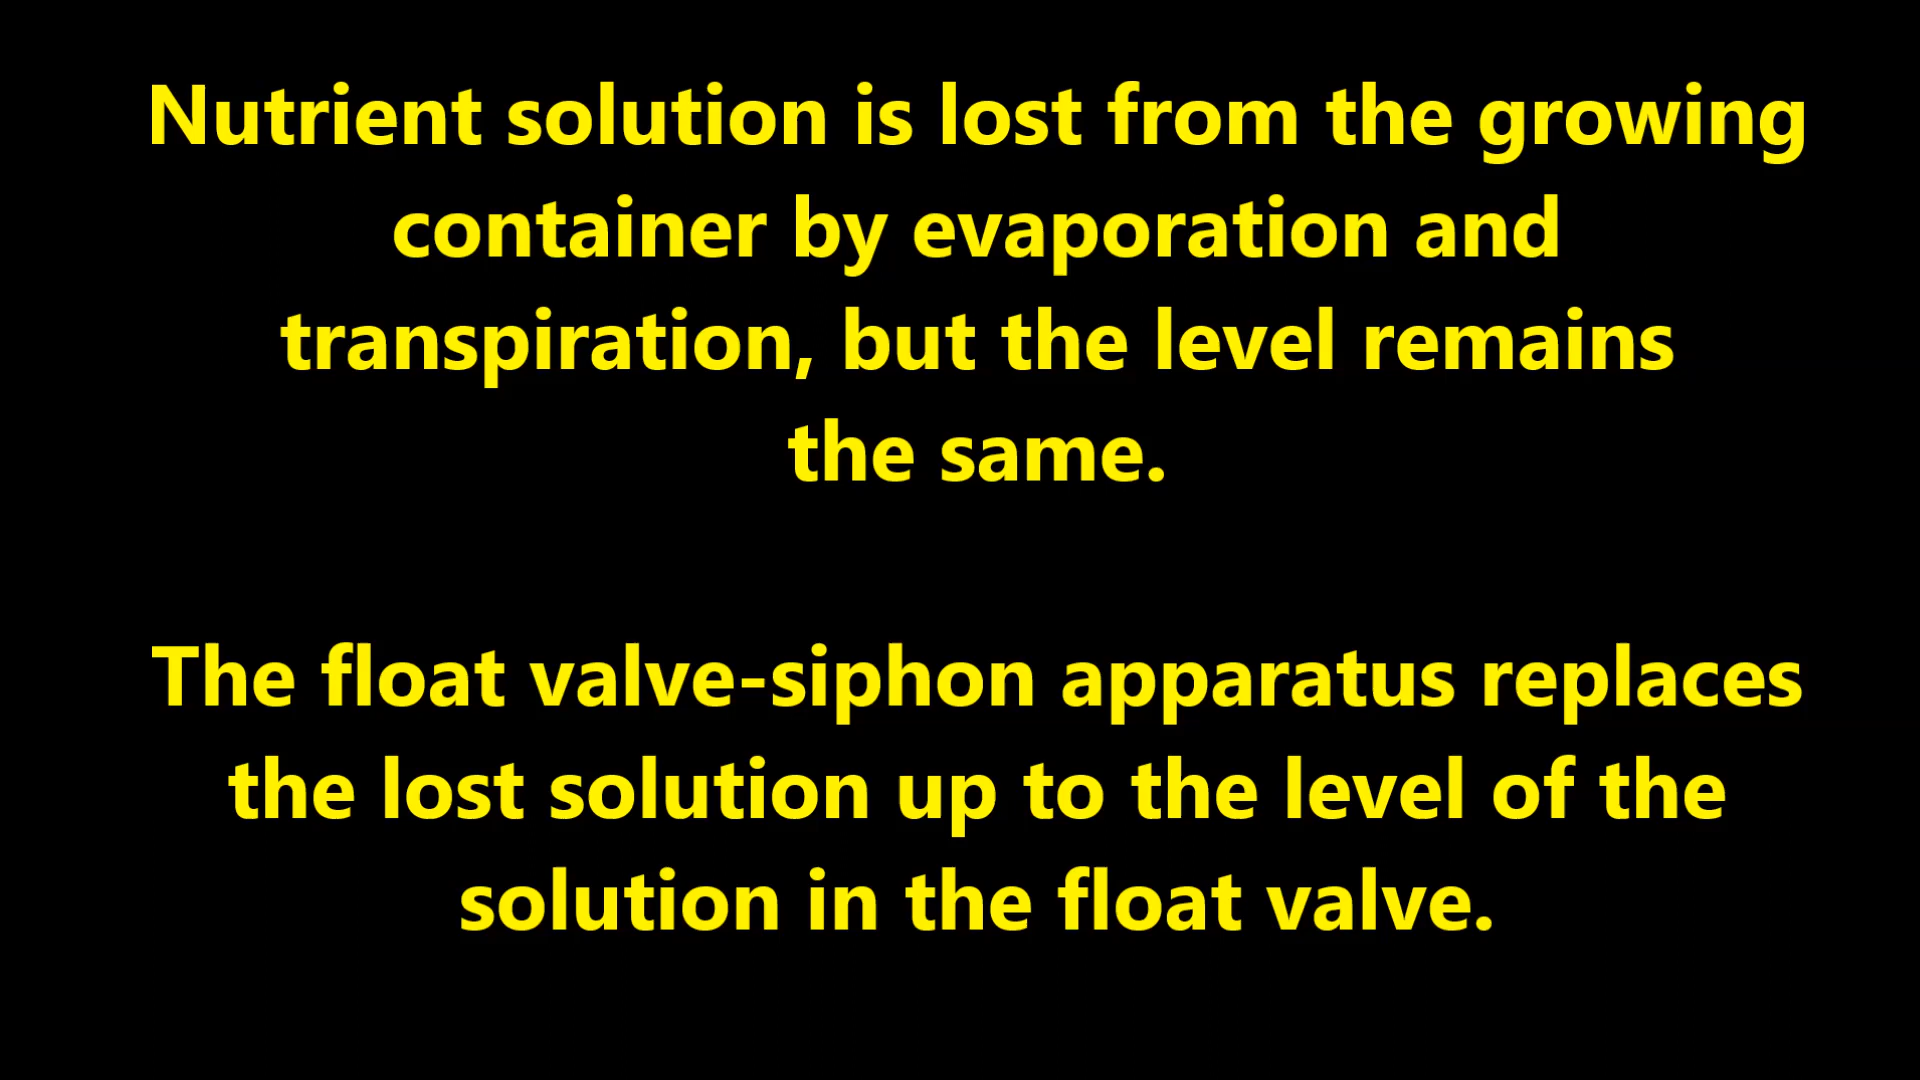 Nutrient solution is lost from the growing
container by evaporation and
transpiration, but the level remains
the same.
The float valve-siphon apparatus replaces
the lost solution up to the level of the
solution in the float valve.